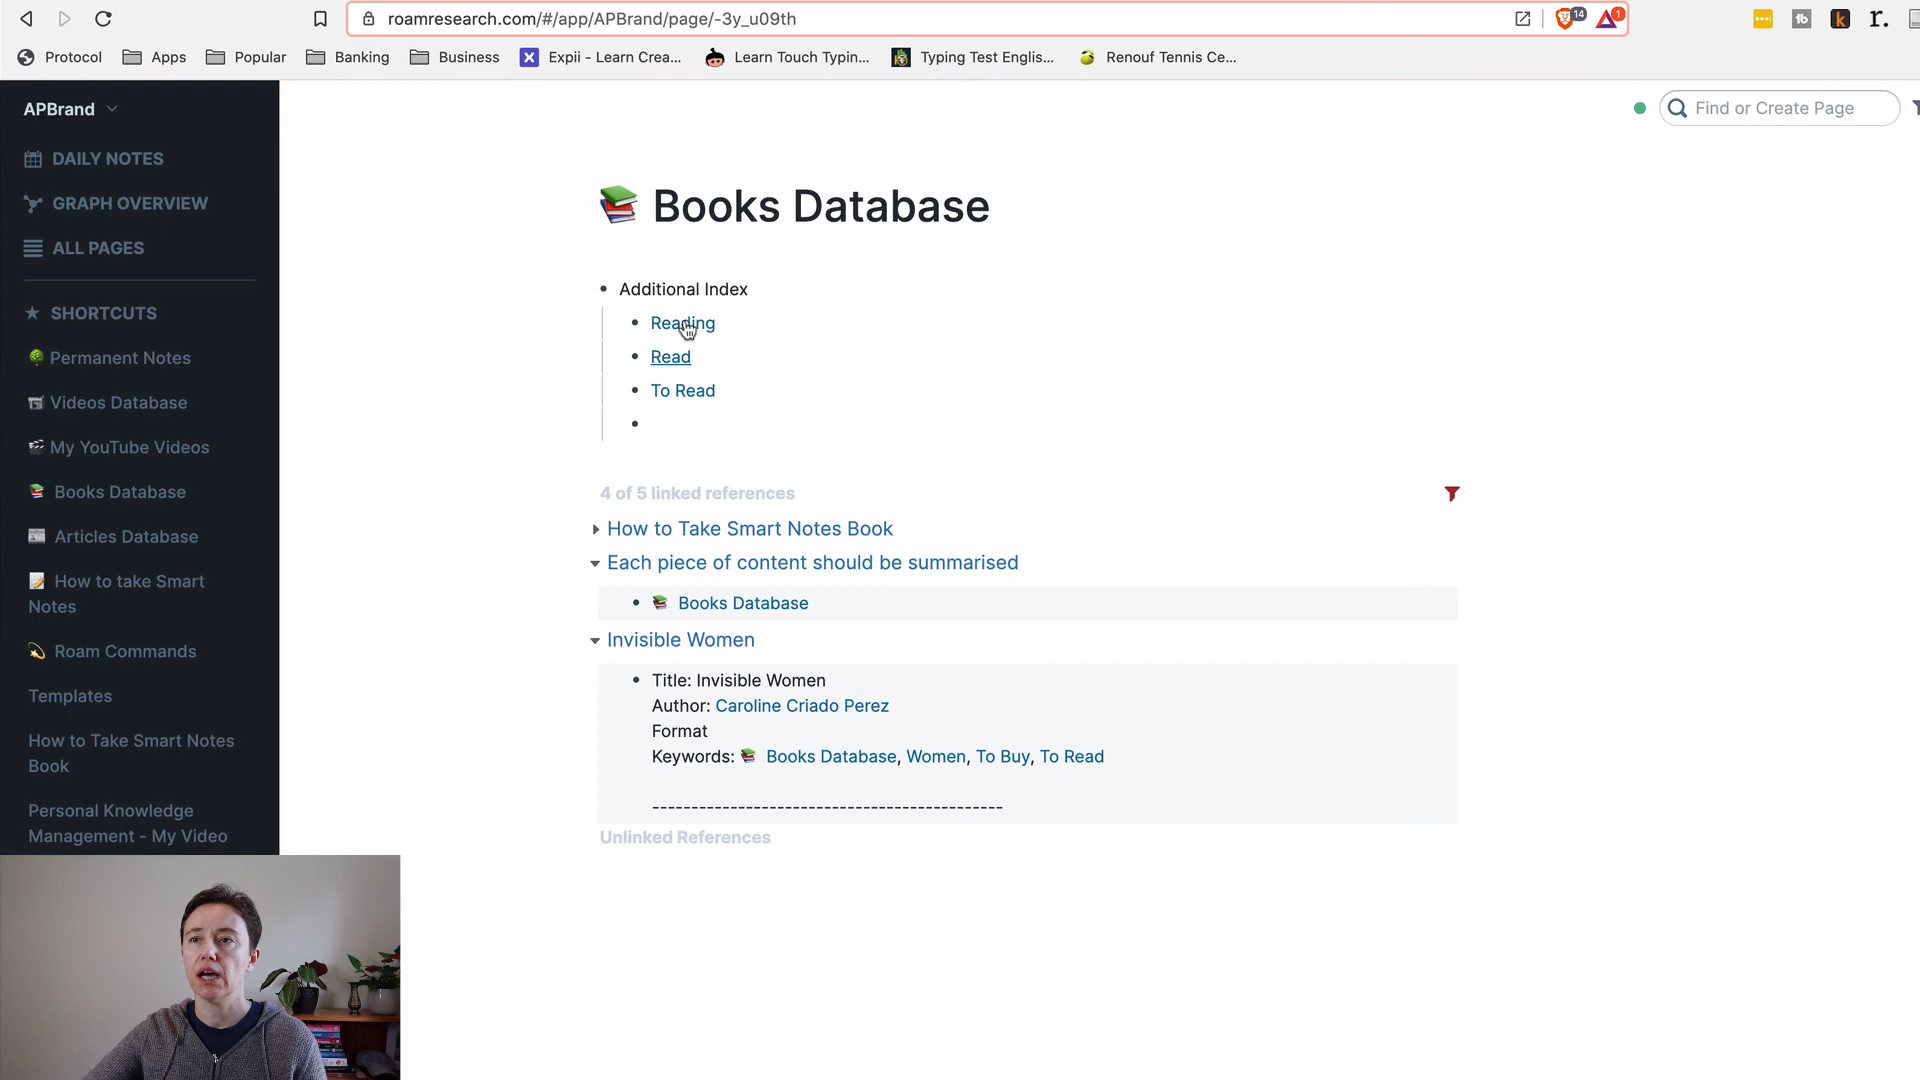 roamresearch.com/#/app/APBrand/page/-3y_u09th
14
1
tb
k
r.
Protocol
Apps
Popular
Banking
Business
X
Expii - Learn Crea...
Learn Touch Typin...
Typing Test Englis...
Renouf Tennis Ce...
APBrand
Find or Create Page
DAILY NOTES
GRAPH OVERVIEW
ALL PAGES
SHORTCUTS
Permanent Notes
Videos Database
My YouTube Videos
Books Database
Articles Database
How to take Smart
Notes
Roam Commands
Templates
How to Take Smart Notes
Book
Personal Knowledge
Management - My Video
Books Database
Additional Index
Reading
Read
To Read
4 of 5 linked references
How to Take Smart Notes Book
Each piece of content should be summarised
Books Database
Invisible Women
Title: Invisible Women
Author: Caroline Criado Perez
Format
Keywords: Books Database, Women, To Buy, To Read
---------------------------------------------
Unlinked References